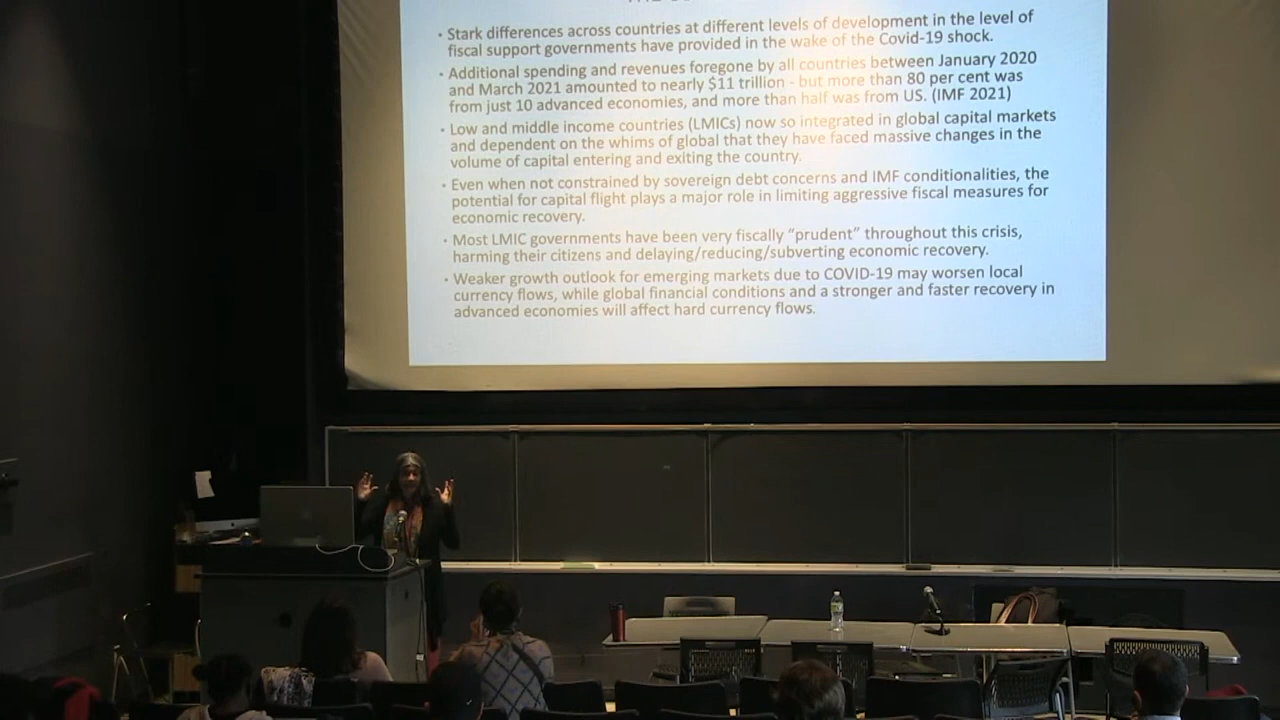 • Stark differences across countries at different levels of development in the level of
fiscal support governments have provided in the wake of the Covid-19 shock.
• Additional spending and revenues foregone by all countries between January 2020
and March 2021 amounted to nearly $11 trillion - but more than 80 per cent was
from just 10 advanced economies, and more than half was from US. (IMF 2021)
• Low and middle income countries (LMICs) now so integrated in global capital markets
and dependent on the whims of global that they have faced massive changes in the
volume of capital entering and exiting the country.
• Even when not constrained by sovereign debt concerns and IMF conditionalities, the
potential for capital flight plays a major role in limiting aggressive fiscal measures for
economic recovery.
• Most LMIC governments have been very fiscally “prudent” throughout this crisis,
harming their citizens and delaying/reducing/subverting economic recovery.
• Weaker growth outlook for emerging markets due to COVID-19 may worsen local
currency flows, while global financial conditions and a stronger and faster recovery in
advanced economies will affect hard currency flows.